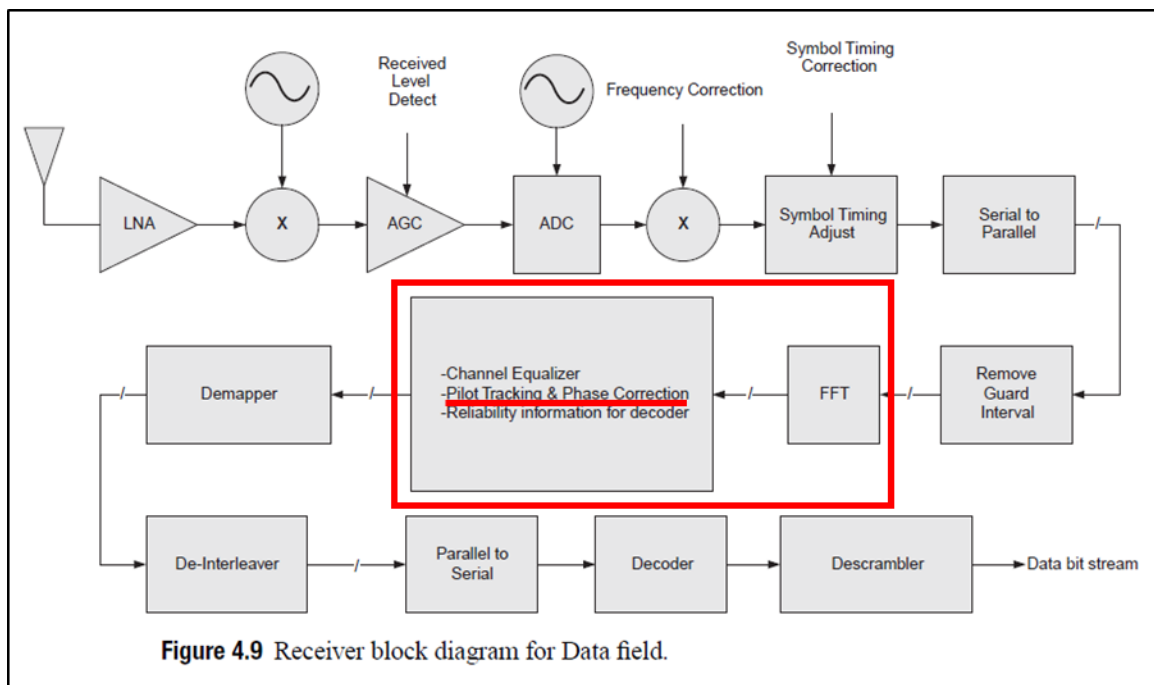 Symbol Timing
Correction
Received
Level
Detect
Frequency Correction
LNA
X
AGC
ADC
X
Symbol Timing
Adjust
Serial to
Parallel
/
Demapper
/
-Channel Equalizer
-Pilot Tracking & Phase Correction
-Reliability information for decoder
/
FFT
/
Remove
Guard
Interval
/
De-Interleaver
/
Parallel to
Serial
Decoder
Descrambler
Data bit stream
Figure 4.9 Receiver block diagram for Data field.